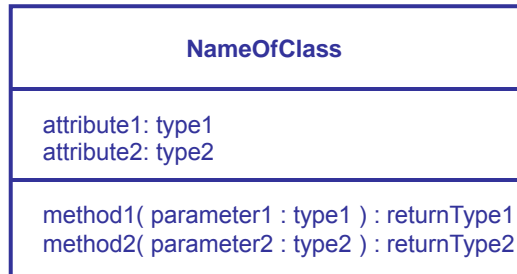 NameOfClass
attribute1: type1
attribute2: type2
method1( parameter1 : type1 ) : returnType1
method2( parameter2 : type2 ) : returnType2